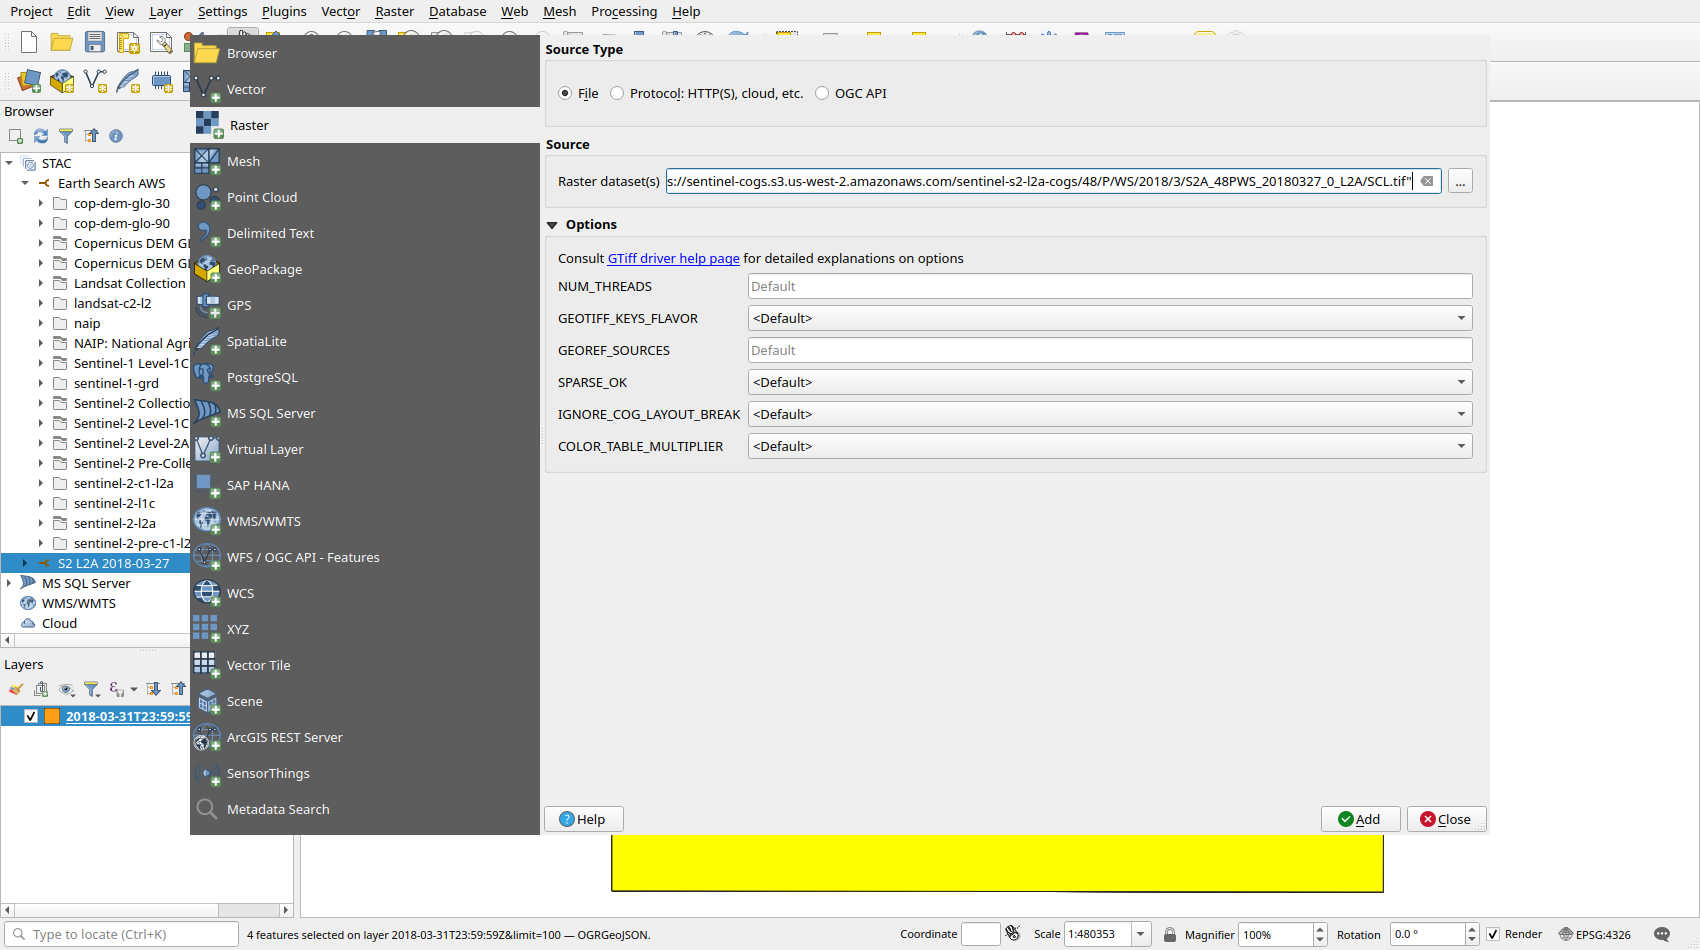 Project Edit View Layer Settings Plugins Vector Raster Database Web Mesh Processing Help
Browser
STAC
Earth Search AWS
cop-dem-glo-30
cop-dem-glo-90
Copernicus DEM
Copernicus DEM
Landsat Collection
landsat-c2-l2
naip
NAIP: National Agri
Sentinel-1 Level-1C
sentinel-1-grd
Sentinel-2 Collectio
Sentinel-2 Level-1C
Sentinel-2 Level-2A
Sentinel-2 Pre-Colle
sentinel-2-c1-l2a
sentinel-2-l1c
sentinel-2-l2a
sentinel-2-pre-c1-l2
S2 L2A 2018-03-27
MS SQL Server
WMS/WMTS
Cloud
Layers
2018-03-31T23:59:59
Browser
Vector
Raster
Mesh
Point Cloud
Delimited Text
GeoPackage
GPS
SpatiaLite
PostgreSQL
MS SQL Server
Virtual Layer
SAP HANA
WMS/WMTS
WFS / OGC API - Features
WCS
XYZ
Vector Tile
Scene
ArcGIS REST Server
SensorThings
Metadata Search
Source Type
File Protocol: HTTP(S), cloud, etc. OGC API
Source
Raster dataset(s) s://sentinel-cogs.s3.us-west-2.amazonaws.com/sentinel-s2-l2a-cogs/48/P/WS/2018/3/S2A_48PWS_20180327_0_L2A/SCL.tif" ...
Options
Consult GTiff driver help page for detailed explanations on options
NUM_THREADS Default
GEOTIFF_KEYS_FLAVOR <Default>
GEOREF_SOURCES Default
SPARSE_OK <Default>
IGNORE_COG_LAYOUT_BREAK <Default>
COLOR_TABLE_MULTIPLIER <Default>
Help Add Close
Type to locate (Ctrl+K) 4 features selected on layer 2018-03-31T23:59:59Z&limit=100 — OGRGeoJSON. Coordinate Scale 1:480353 Magnifier 100% Rotation 0.0 ° Render EPSG:4326